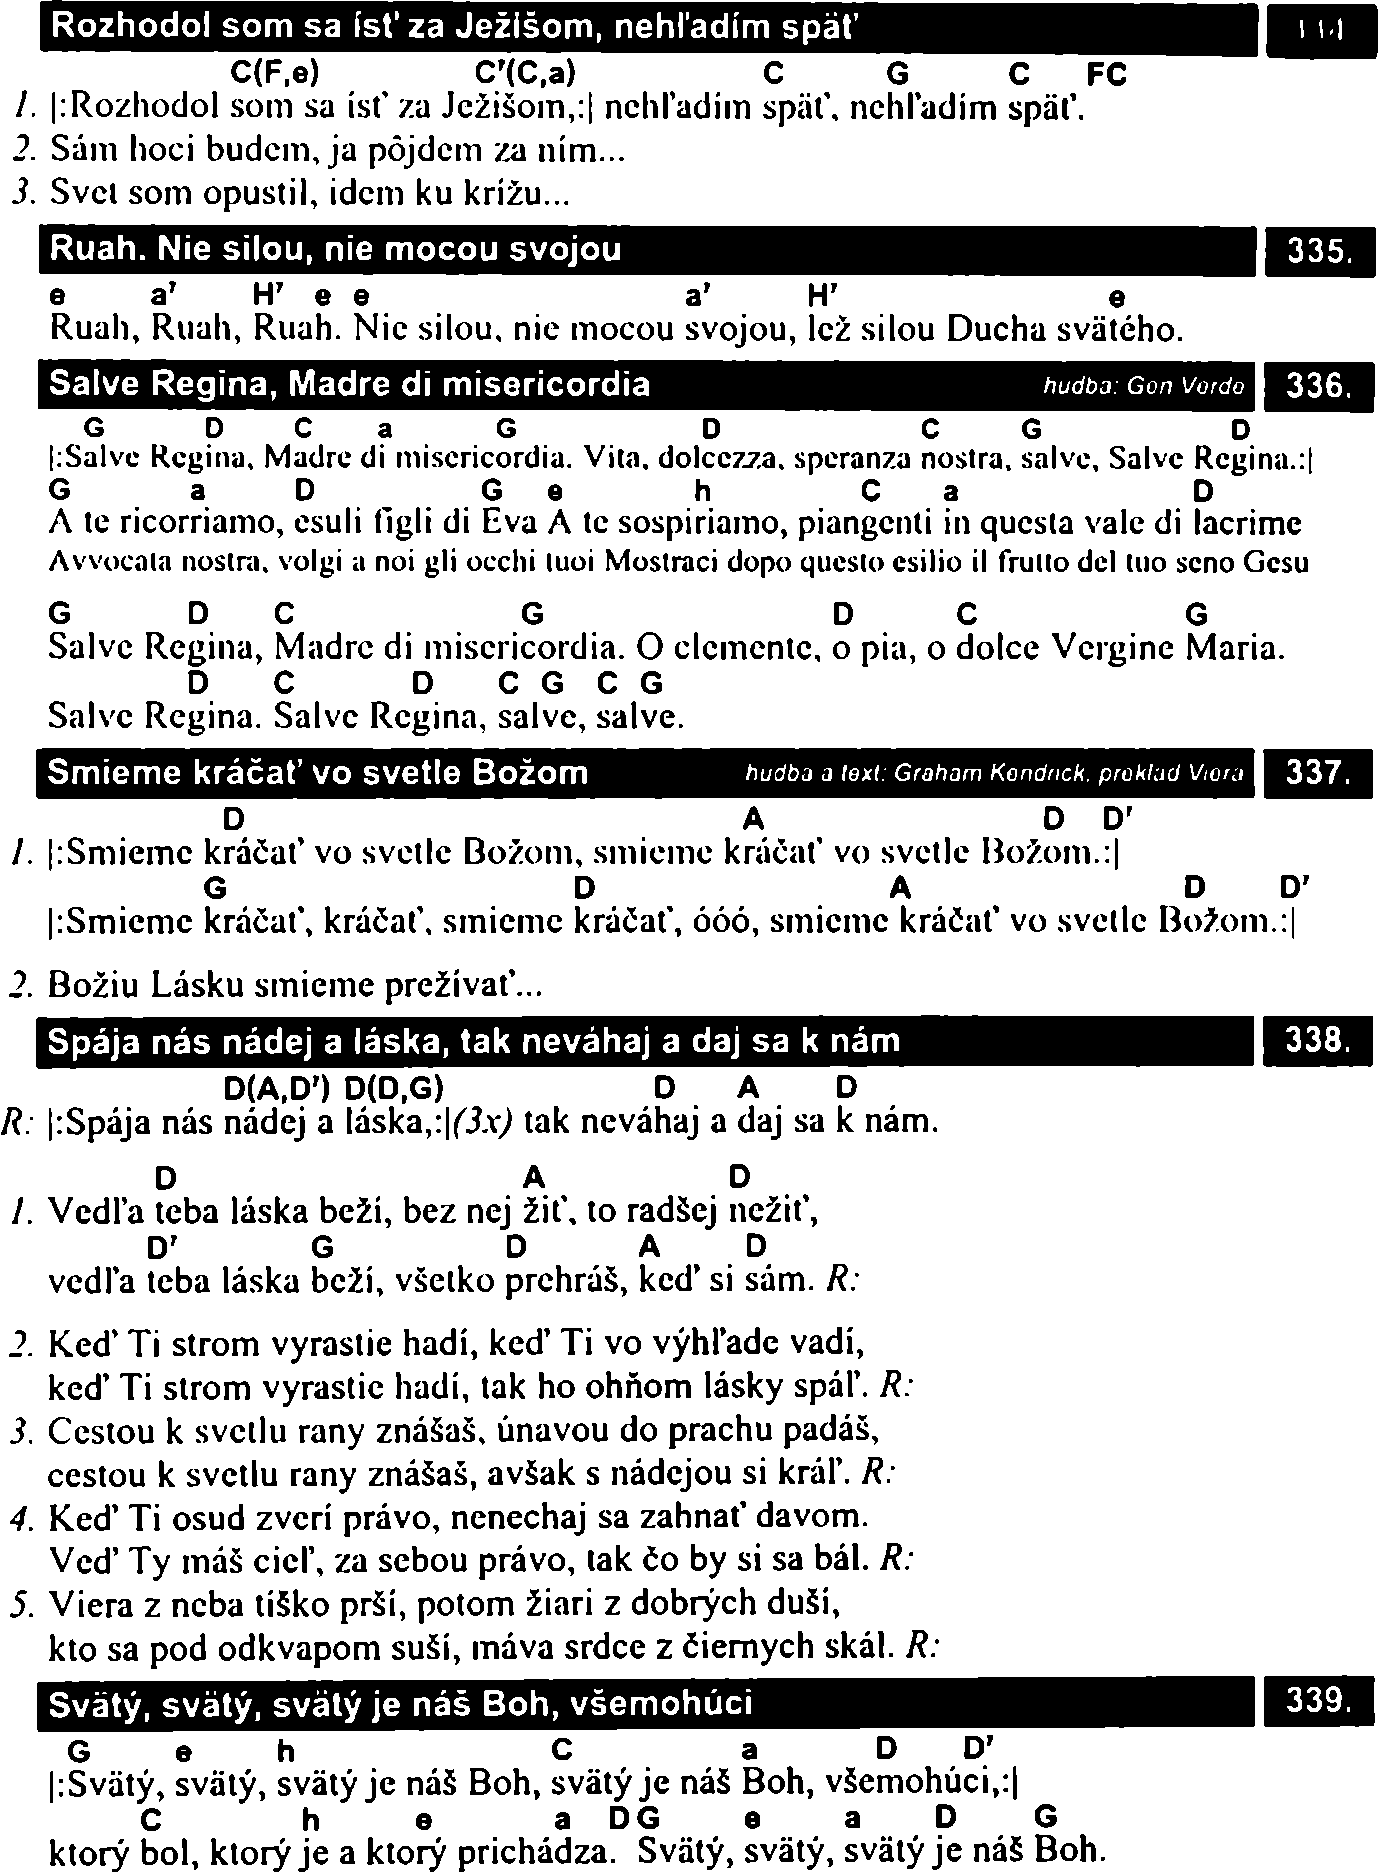 Rozhodol som sa ísť za Ježišom, nehľadím späť
C(F,e) C7(C,a) C G C FC
1. |:Rozhodol som sa ísť za Ježišom,:| nehľadím späť, nehľadím späť.
2. Sám hoci budem, ja pôjdem za ním...
3. Svet som opustil, idem ku krížu...
Ruah. Nie silou, nie mocou svojou 335.
e a7 H7 e e a7 H7 e
Ruah, Ruah, Ruah. Nie silou, nie mocou svojou, lež silou Ducha svätého.
Salve Regina, Madre di misericordia hudba: Gen Verde 336.
G D C a G D C G D
|:Salve Regina, Madre di misericordia. Vita, dolcezza, speranza nostra, salve, Salve Regina.:|
G a D G e h C a D
A te ricorriamo, esuli figli di Eva A te sospiriamo, piangenti in questa vale di lacrime
Avvocata nostra, volgi a noi gli occhi tuoi Mostraci dopo questo esilio il frutto del tuo seno Gesu
G D C G D C G
Salve Regina, Madre di misericordia. O clemente, o pia, o dolce Vergine Maria.
D C D C G C G
Salve Regina. Salve Regina, salve, salve.
Smieme kráčať vo svetle Božom hudba a text: Graham Kendrick, preklad Viera 337.
D A D D7
1. |:Smieme kráčať vo svetle Božom, smieme kráčať vo svetle Božom.:|
G D A D D7
|:Smieme kráčať, kráčať, smieme kráčať, óóó, smieme kráčať vo svetle Božom.:|
2. Božiu Lásku smieme prežívať...
Spája nás nádej a láska, tak neváhaj a daj sa k nám 338.
D(A,D7) D(D,G) D A D
R: |:Spája nás nádej a láska,:|(3x) tak neváhaj a daj sa k nám.
D A D
1. Vedľa teba láska beží, bez nej žiť, to radšej nežiť,
D7 G D A D
vedľa teba láska beží, všetko prehráš, keď si sám. R:
2. Keď Ti strom vyrastie hadí, keď Ti vo výhľade vadí,
keď Ti strom vyrastie hadí, tak ho ohňom lásky spáľ. R:
3. Cestou k svetlu rany znášaš, únavou do prachu padáš,
cestou k svetlu rany znášaš, avšak s nádejou si kráľ. R:
4. Keď Ti osud zverí právo, nenechaj sa zahnať davom.
Veď Ty máš cieľ, za sebou právo, tak čo by si sa bál. R:
5. Viera z neba tíško prší, potom žiari z dobrých duší,
kto sa pod odkvapom suší, máva srdce z čiernych skál. R:
Svätý, svätý, svätý je náš Boh, všemohúci 339.
G e h C a D D7
|:Svätý, svätý, svätý je náš Boh, svätý je náš Boh, všemohúci,:|
C h e a DG e a D G
ktorý bol, ktorý je a ktorý prichádza. Svätý, svätý, svätý je náš Boh.